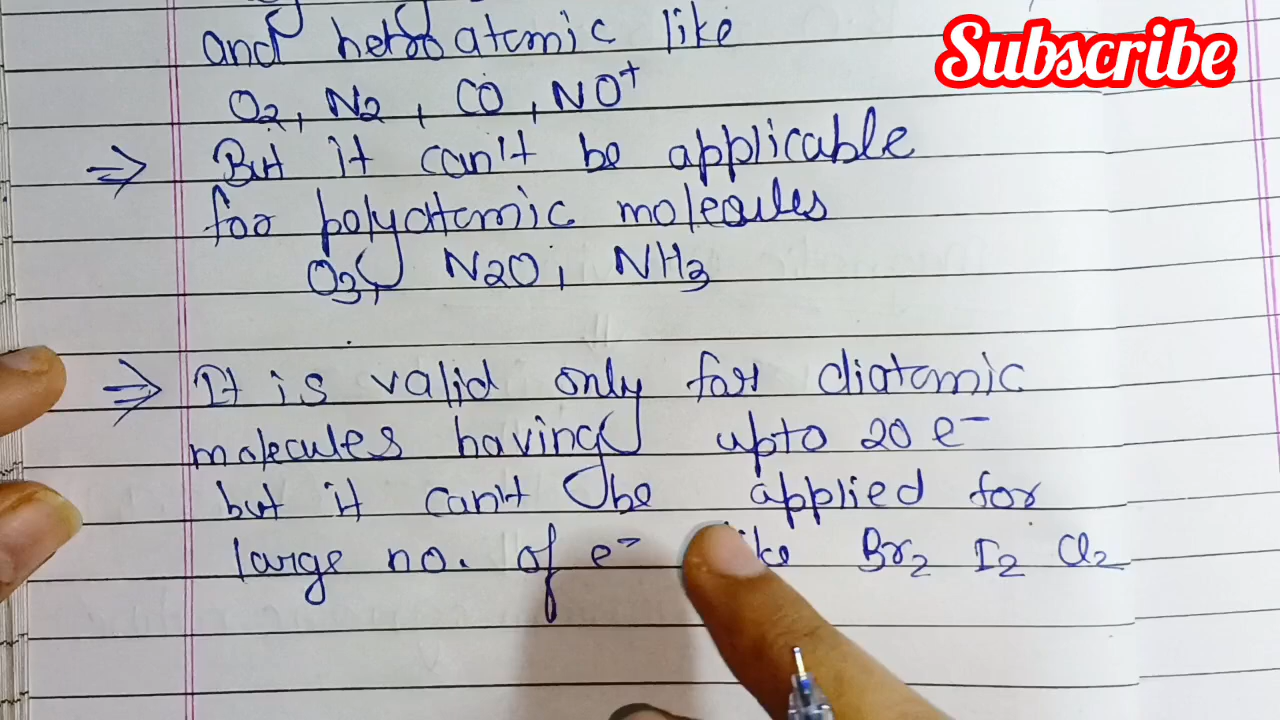 and hetroatomic like
Subscribe
O2, N2, CO, NO+
⇒ But it can't be applicable
for polyatomic molecules
O3, N2O, NH3
⇒ It is valid only for diatomic
molecules having upto 20 e-
but it can't be applied for
large no. of e- like Br2 I2 Cl2